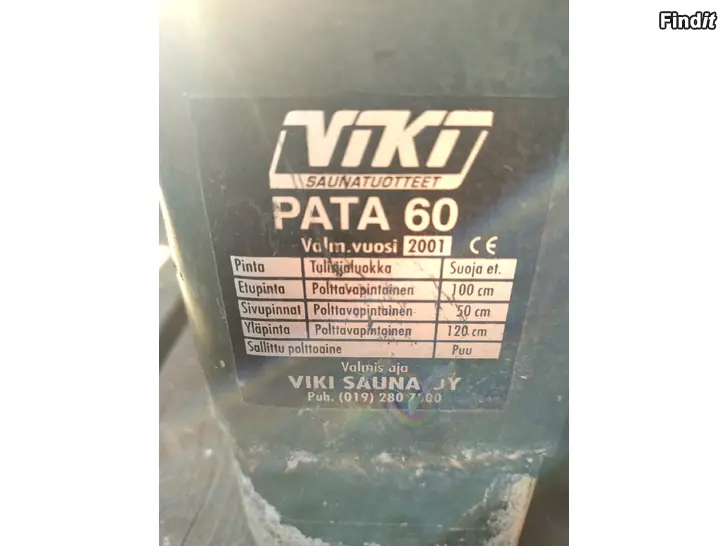 Findit
VIKI
SAUNATUOTTEET
PATA 60
Valm.vuosi 2001 CE
Pinta Tulisijaluokka Suoja et.
Etupinta Polttavapintainen 100 cm
Sivupinnat Polttavapintainen 50 cm
Yläpinta Polttavapintainen 120 cm
Sallittu polttoaine Puu
Valmistaja
VIKI SAUNA OY
Puh. (019) 280